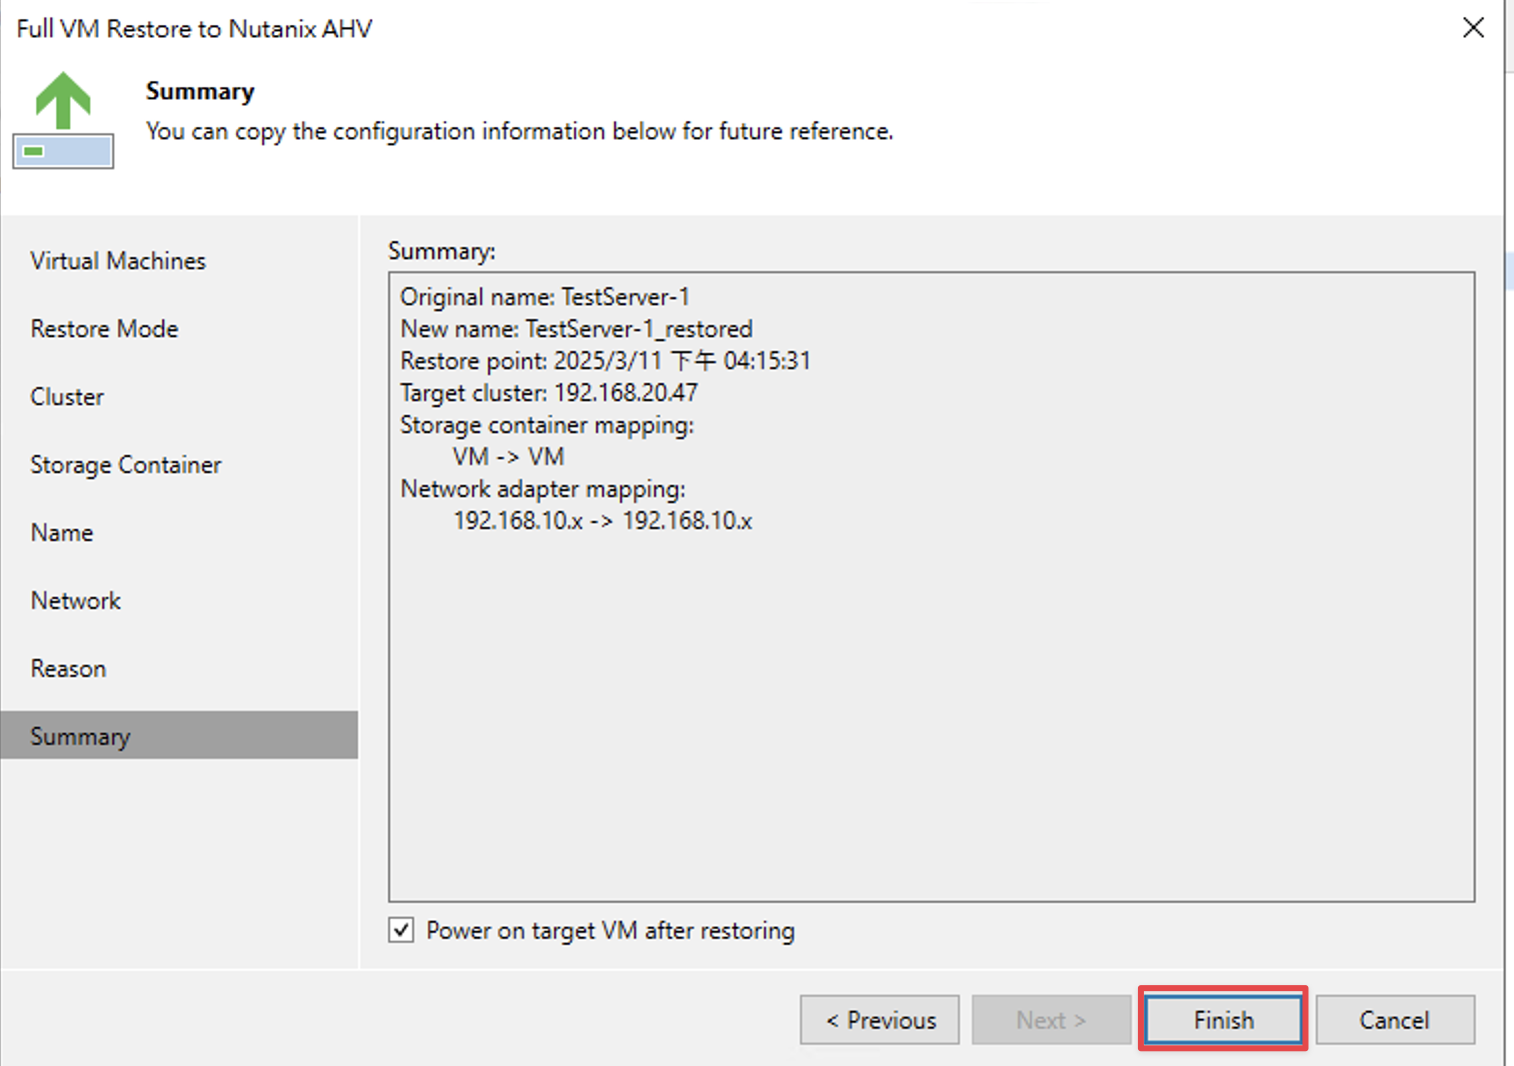 Full VM Restore to Nutanix AHV
Summary
You can copy the configuration information below for future reference.
Virtual Machines
Restore Mode
Cluster
Storage Container
Name
Network
Reason
Summary
Summary:
Original name: TestServer-1
New name: TestServer-1_restored
Restore point: 2025/3/11 下午 04:15:31
Target cluster: 192.168.20.47
Storage container mapping:
VM -> VM
Network adapter mapping:
192.168.10.x -> 192.168.10.x
Power on target VM after restoring
< Previous
Next >
Finish
Cancel